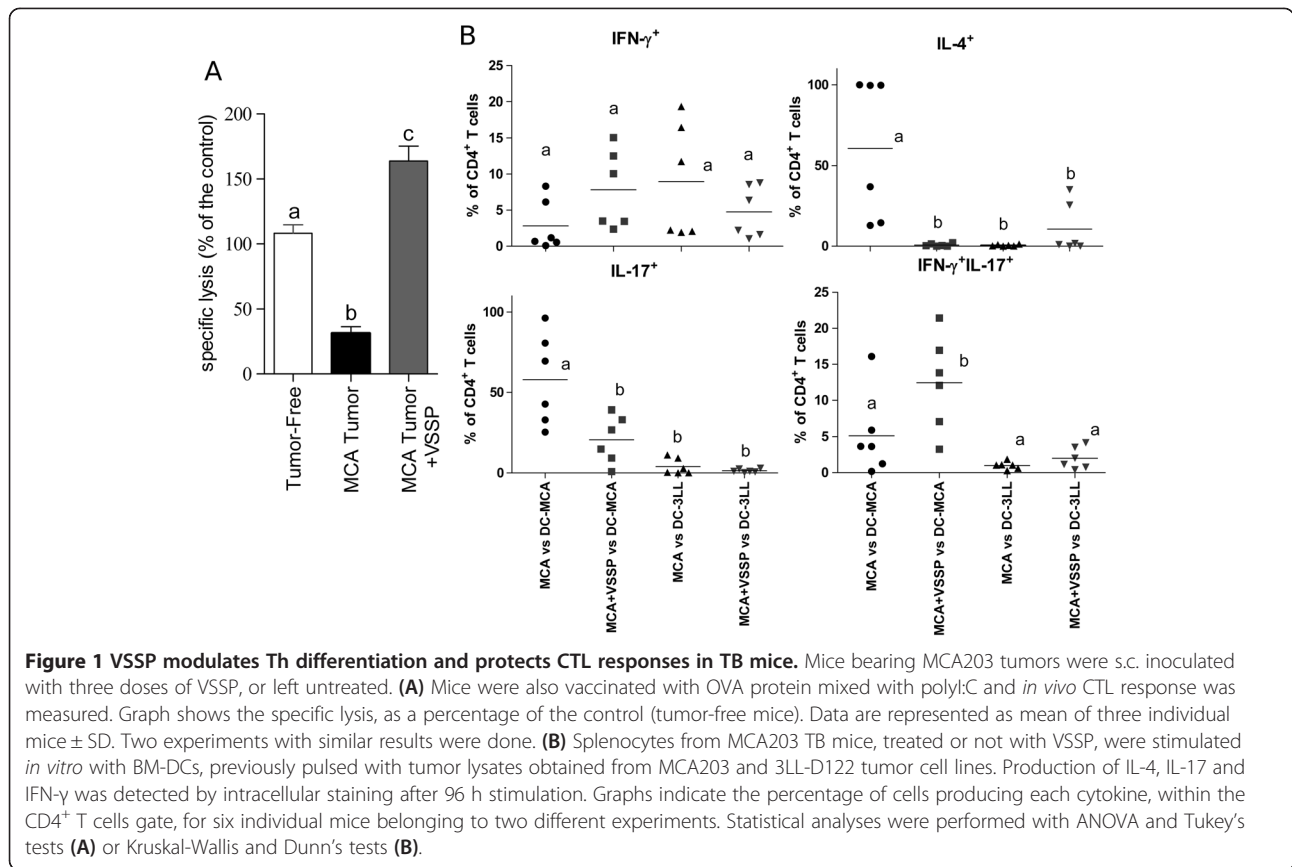 A
specific lysis (% of the control)
200
150
100
50
0
a
b
c
Tumor-Free
MCA Tumor
MCA Tumor
+VSSP
B
IFN-γ⁺
% of CD4⁺ T cells
25
20
15
10
5
0
a
a
a
a
IL-4⁺
% of CD4⁺ T cells
100
50
0
a
b
b
b
IL-17⁺
% of CD4⁺ T cells
100
50
0
a
b
b
b
MCA vs DC-MCA
MCA+VSSP vs DC-MCA
MCA vs DC-3LL
MCA+VSSP vs DC-3LL
IFN-γ⁺IL-17⁺
% of CD4⁺ T cells
25
20
15
10
5
0
a
b
a
a
MCA vs DC-MCA
MCA+VSSP vs DC-MCA
MCA vs DC-3LL
MCA+VSSP vs DC-3LL
Figure 1 VSSP modulates Th differentiation and protects CTL responses in TB mice. Mice bearing MCA203 tumors were s.c. inoculated
with three doses of VSSP, or left untreated. (A) Mice were also vaccinated with OVA protein mixed with polyI:C and in vivo CTL response was
measured. Graph shows the specific lysis, as a percentage of the control (tumor-free mice). Data are represented as mean of three individual
mice ± SD. Two experiments with similar results were done. (B) Splenocytes from MCA203 TB mice, treated or not with VSSP, were stimulated
in vitro with BM-DCs, previously pulsed with tumor lysates obtained from MCA203 and 3LL-D122 tumor cell lines. Production of IL-4, IL-17 and
IFN-γ was detected by intracellular staining after 96 h stimulation. Graphs indicate the percentage of cells producing each cytokine, within the
CD4⁺ T cells gate, for six individual mice belonging to two different experiments. Statistical analyses were performed with ANOVA and Tukey's
tests (A) or Kruskal-Wallis and Dunn's tests (B).